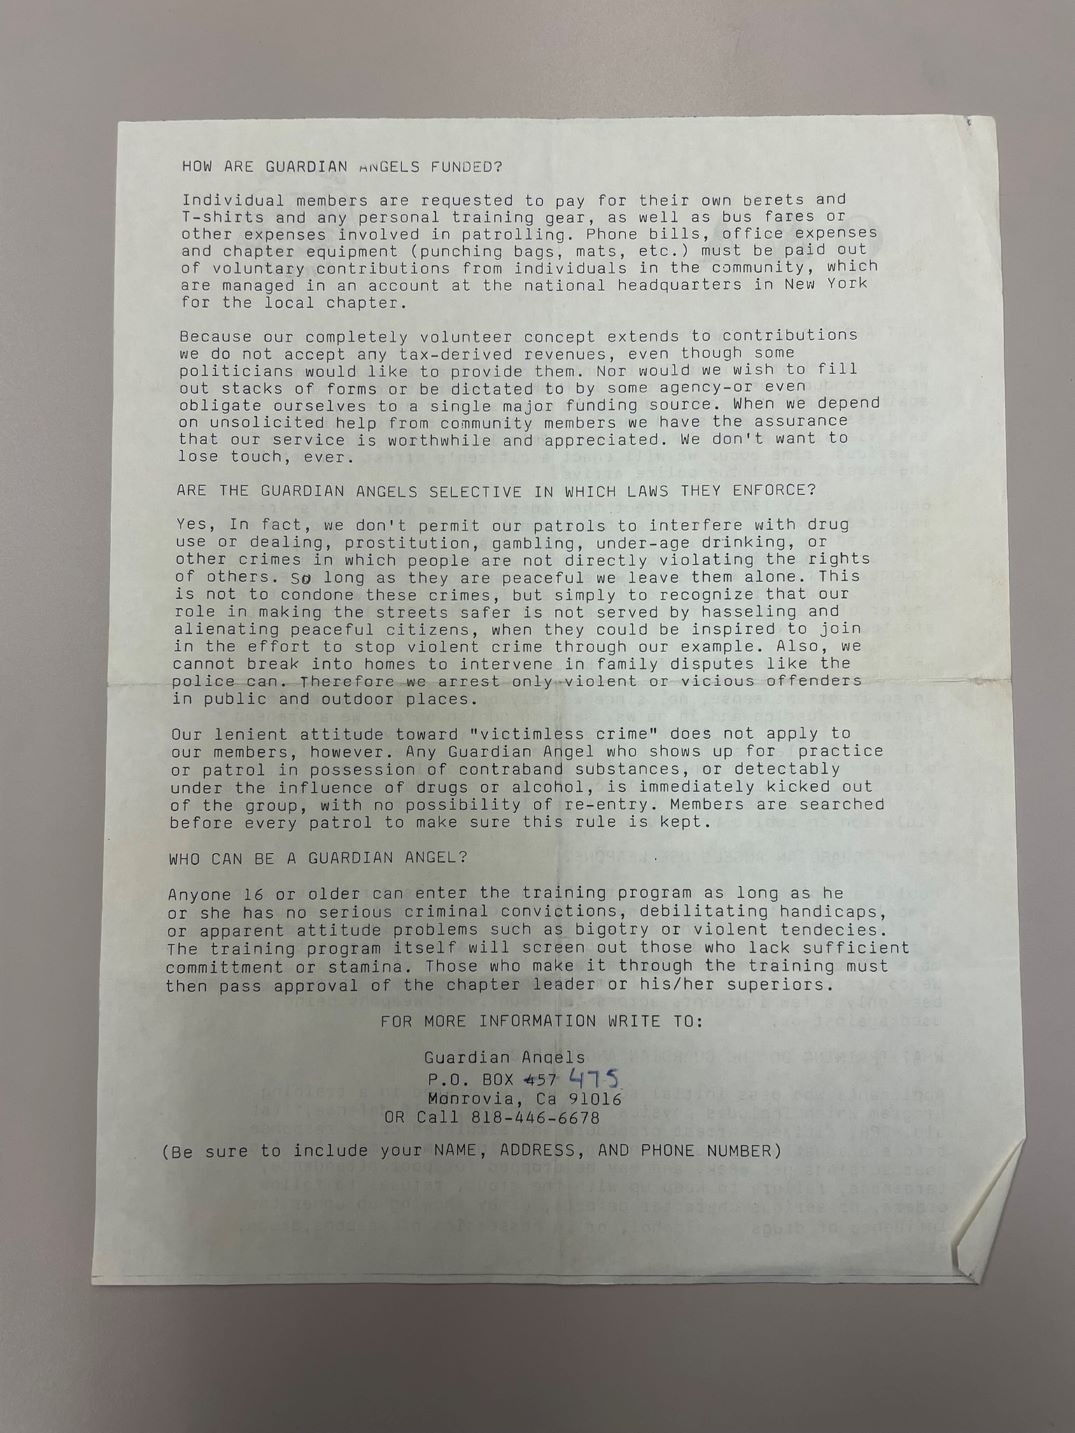 HOW ARE GUARDIAN ANGELS FUNDED?
Individual members are requested to pay for their own berets and
T-shirts and any personal training gear, as well as bus fares or
other expenses involved in patrolling. Phone bills, office expenses
and chapter equipment (punching bags, mats, etc.) must be paid out
of voluntary contributions from individuals in the community, which
are managed in an account at the national headquarters in New York
for the local chapter.
Because our completely volunteer concept extends to contributions
we do not accept any tax-derived revenues, even though some
politicians would like to provide them. Nor would we wish to fill
out stacks of forms or be dictated to by some agency-or even
obligate ourselves to a single major funding source. When we depend
on unsolicited help from community members we have the assurance
that our service is worthwhile and appreciated. We don't want to
lose touch, ever.
ARE THE GUARDIAN ANGELS SELECTIVE IN WHICH LAWS THEY ENFORCE?
Yes, In fact, we don't permit our patrols to interfere with drug
use or dealing, prostitution, gambling, under-age drinking, or
other crimes in which people are not directly violating the rights
of others. So long as they are peaceful we leave them alone. This
is not to condone these crimes, but simply to recognize that our
role in making the streets safer is not served by hasseling and
alienating peaceful citizens, when they could be inspired to join
in the effort to stop violent crime through our example. Also, we
cannot break into homes to intervene in family disputes like the
police can. Therefore we arrest only violent or vicious offenders
in public and outdoor places.
Our lenient attitude toward "victimless crime" does not apply to
our members, however. Any Guardian Angel who shows up for practice
or patrol in possession of contraband substances, or detectably
under the influence of drugs or alcohol, is immediately kicked out
of the group, with no possibility of re-entry. Members are searched
before every patrol to make sure this rule is kept.
WHO CAN BE A GUARDIAN ANGEL?
Anyone 16 or older can enter the training program as long as he
or she has no serious criminal convictions, debilitating handicaps,
or apparent attitude problems such as bigotry or violent tendecies.
The training program itself will screen out those who lack sufficient
committment or stamina. Those who make it through the training must
then pass approval of the chapter leader or his/her superiors.
FOR MORE INFORMATION WRITE TO:
Guardian Angels
P.O. BOX 457 475
Monrovia, Ca 91016
OR Call 818-446-6678
(Be sure to include your NAME, ADDRESS, AND PHONE NUMBER)